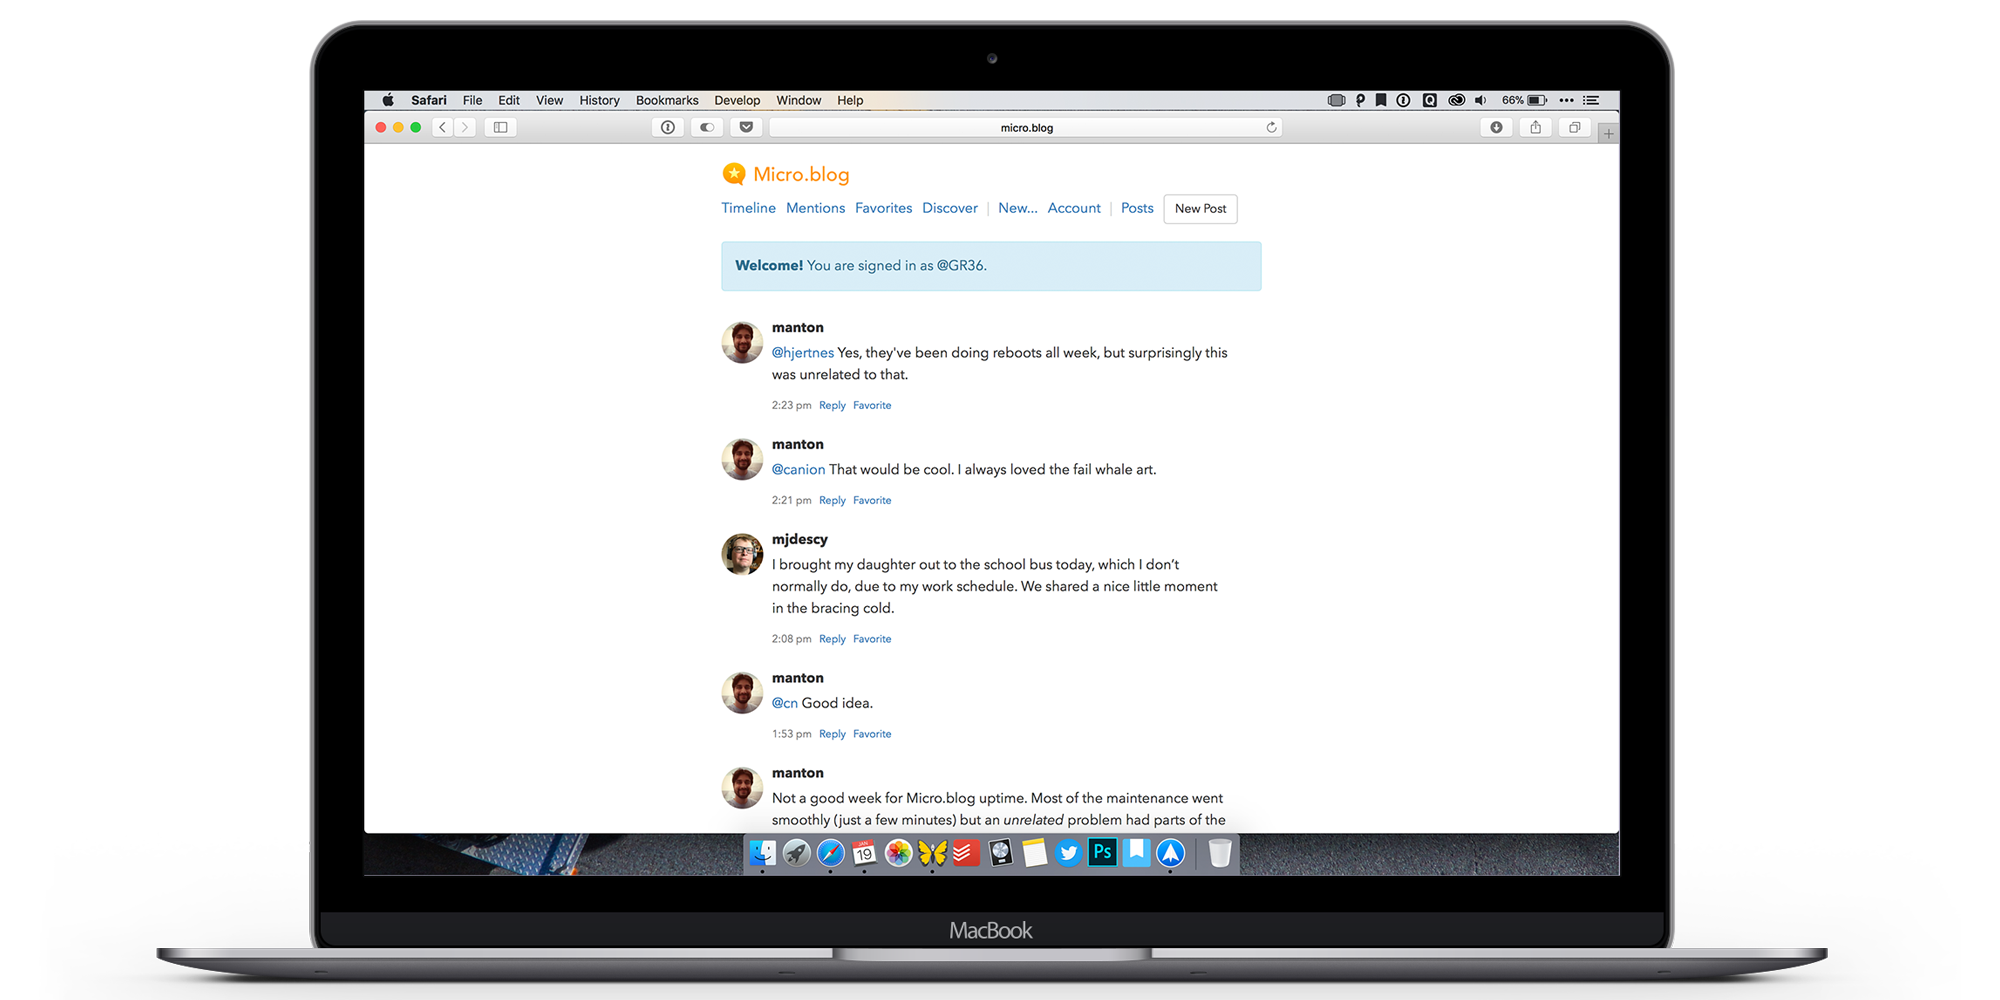 Safari File Edit View History Bookmarks Develop Window Help 66%
micro.blog
Micro.blog
Timeline Mentions Favorites Discover | New... Account | Posts New Post
Welcome! You are signed in as @GR36.
manton
@hjertnes Yes, they've been doing reboots all week, but surprisingly this
was unrelated to that.
2:23 pm Reply Favorite
manton
@canion That would be cool. I always loved the fail whale art.
2:21 pm Reply Favorite
mjdescy
I brought my daughter out to the school bus today, which I don’t
normally do, due to my work schedule. We shared a nice little moment
in the bracing cold.
2:08 pm Reply Favorite
manton
@cn Good idea.
1:53 pm Reply Favorite
manton
Not a good week for Micro.blog uptime. Most of the maintenance went
smoothly (just a few minutes) but an unrelated problem had parts of the
JAN
19
Ps
MacBook